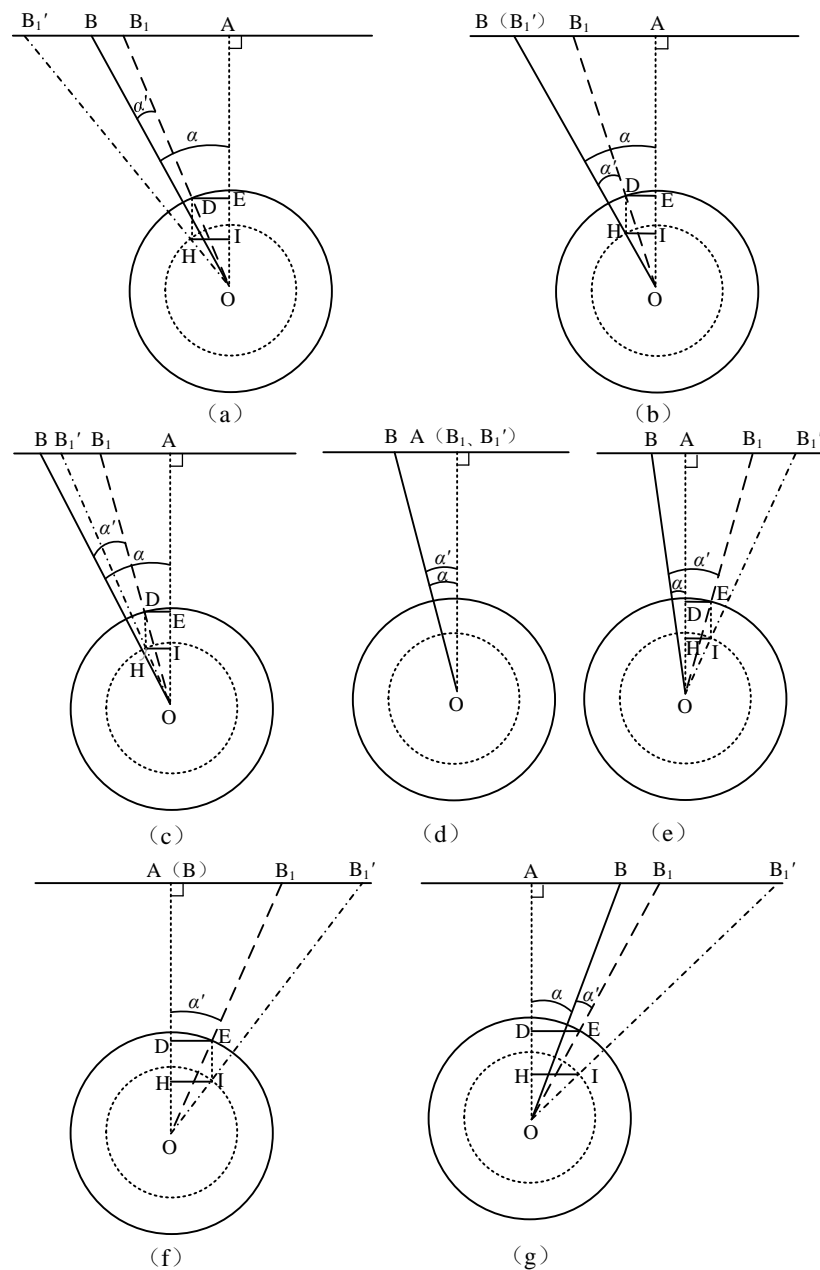 B₁′ B B₁ A
α′
α
D E
H I
O
(a)
B（B₁′） B₁ A
α
α′
D E
H I
O
(b)
B B₁′ B₁ A
α′
α
D E
H I
O
(c)
B A（B₁、B₁′）
α′
α
O
(d)
B A B₁ B₁′
α′
α
D E
H I
O
(e)
A（B） B₁ B₁′
α′
D E
H I
O
(f)
A B B₁ B₁′
α α′
D E
H I
O
(g)